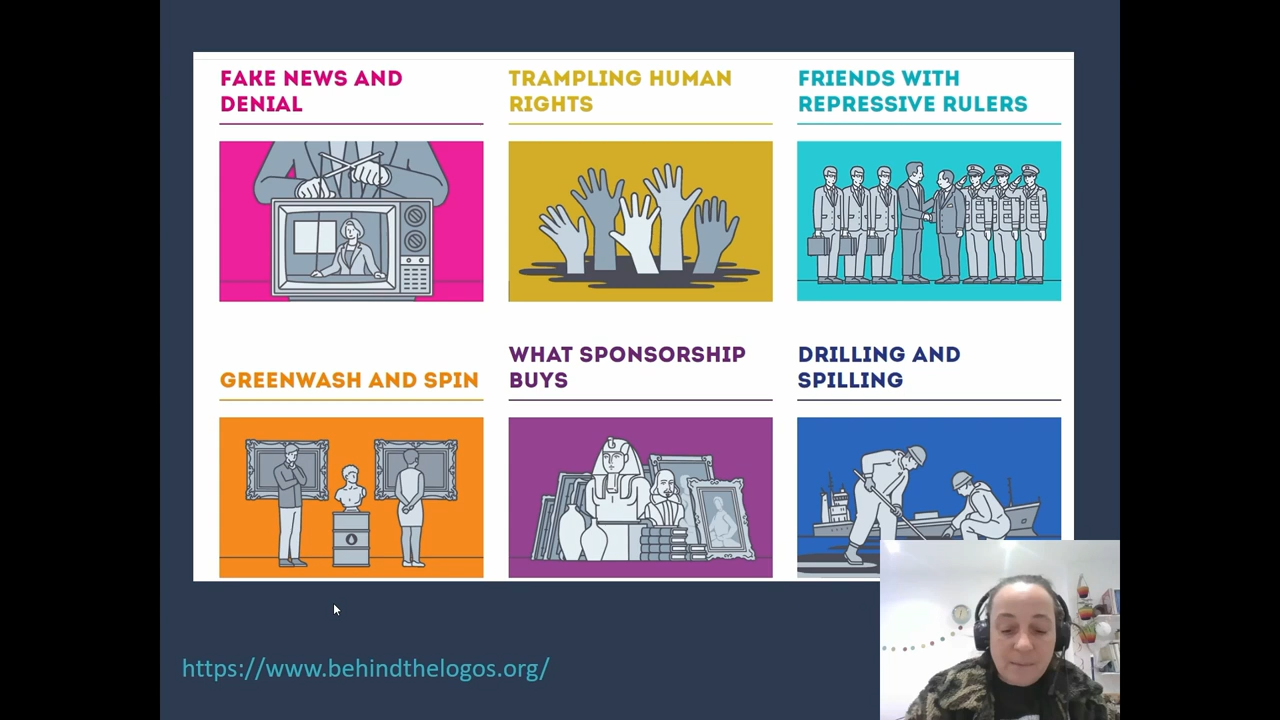 FAKE NEWS AND
DENIAL
TRAMPLING HUMAN
RIGHTS
FRIENDS WITH
REPRESSIVE RULERS
GREENWASH AND SPIN
WHAT SPONSORSHIP
BUYS
DRILLING AND
SPILLING
https://www.behindthelogos.org/